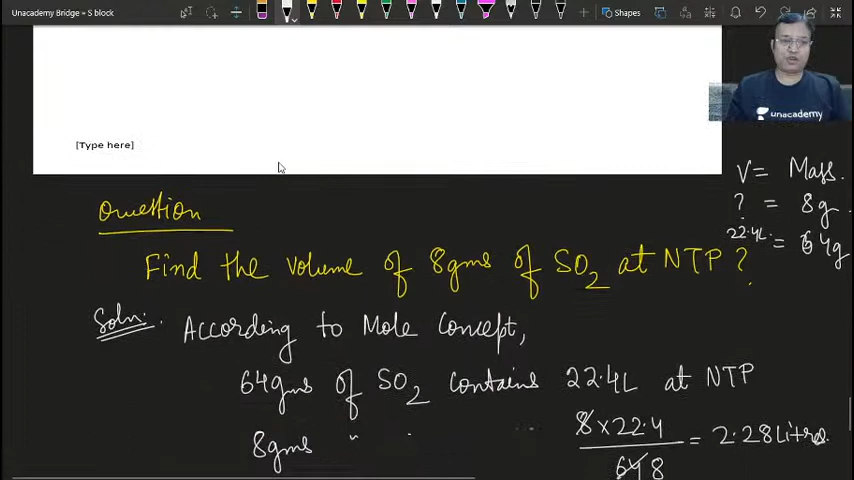 Unacademy Bridge = S block
Shapes
unacademy
[Type here]
V = Mass.
? = 8g.
22.4L. = 64g
Question
Find the volume of 8gms of SO2 at NTP?
Soln:
According to Mole Concept,
64gms of SO2 contains 22.4L at NTP
8gms " 8 x 22.4 / 64 8 = 2.28 Litres.